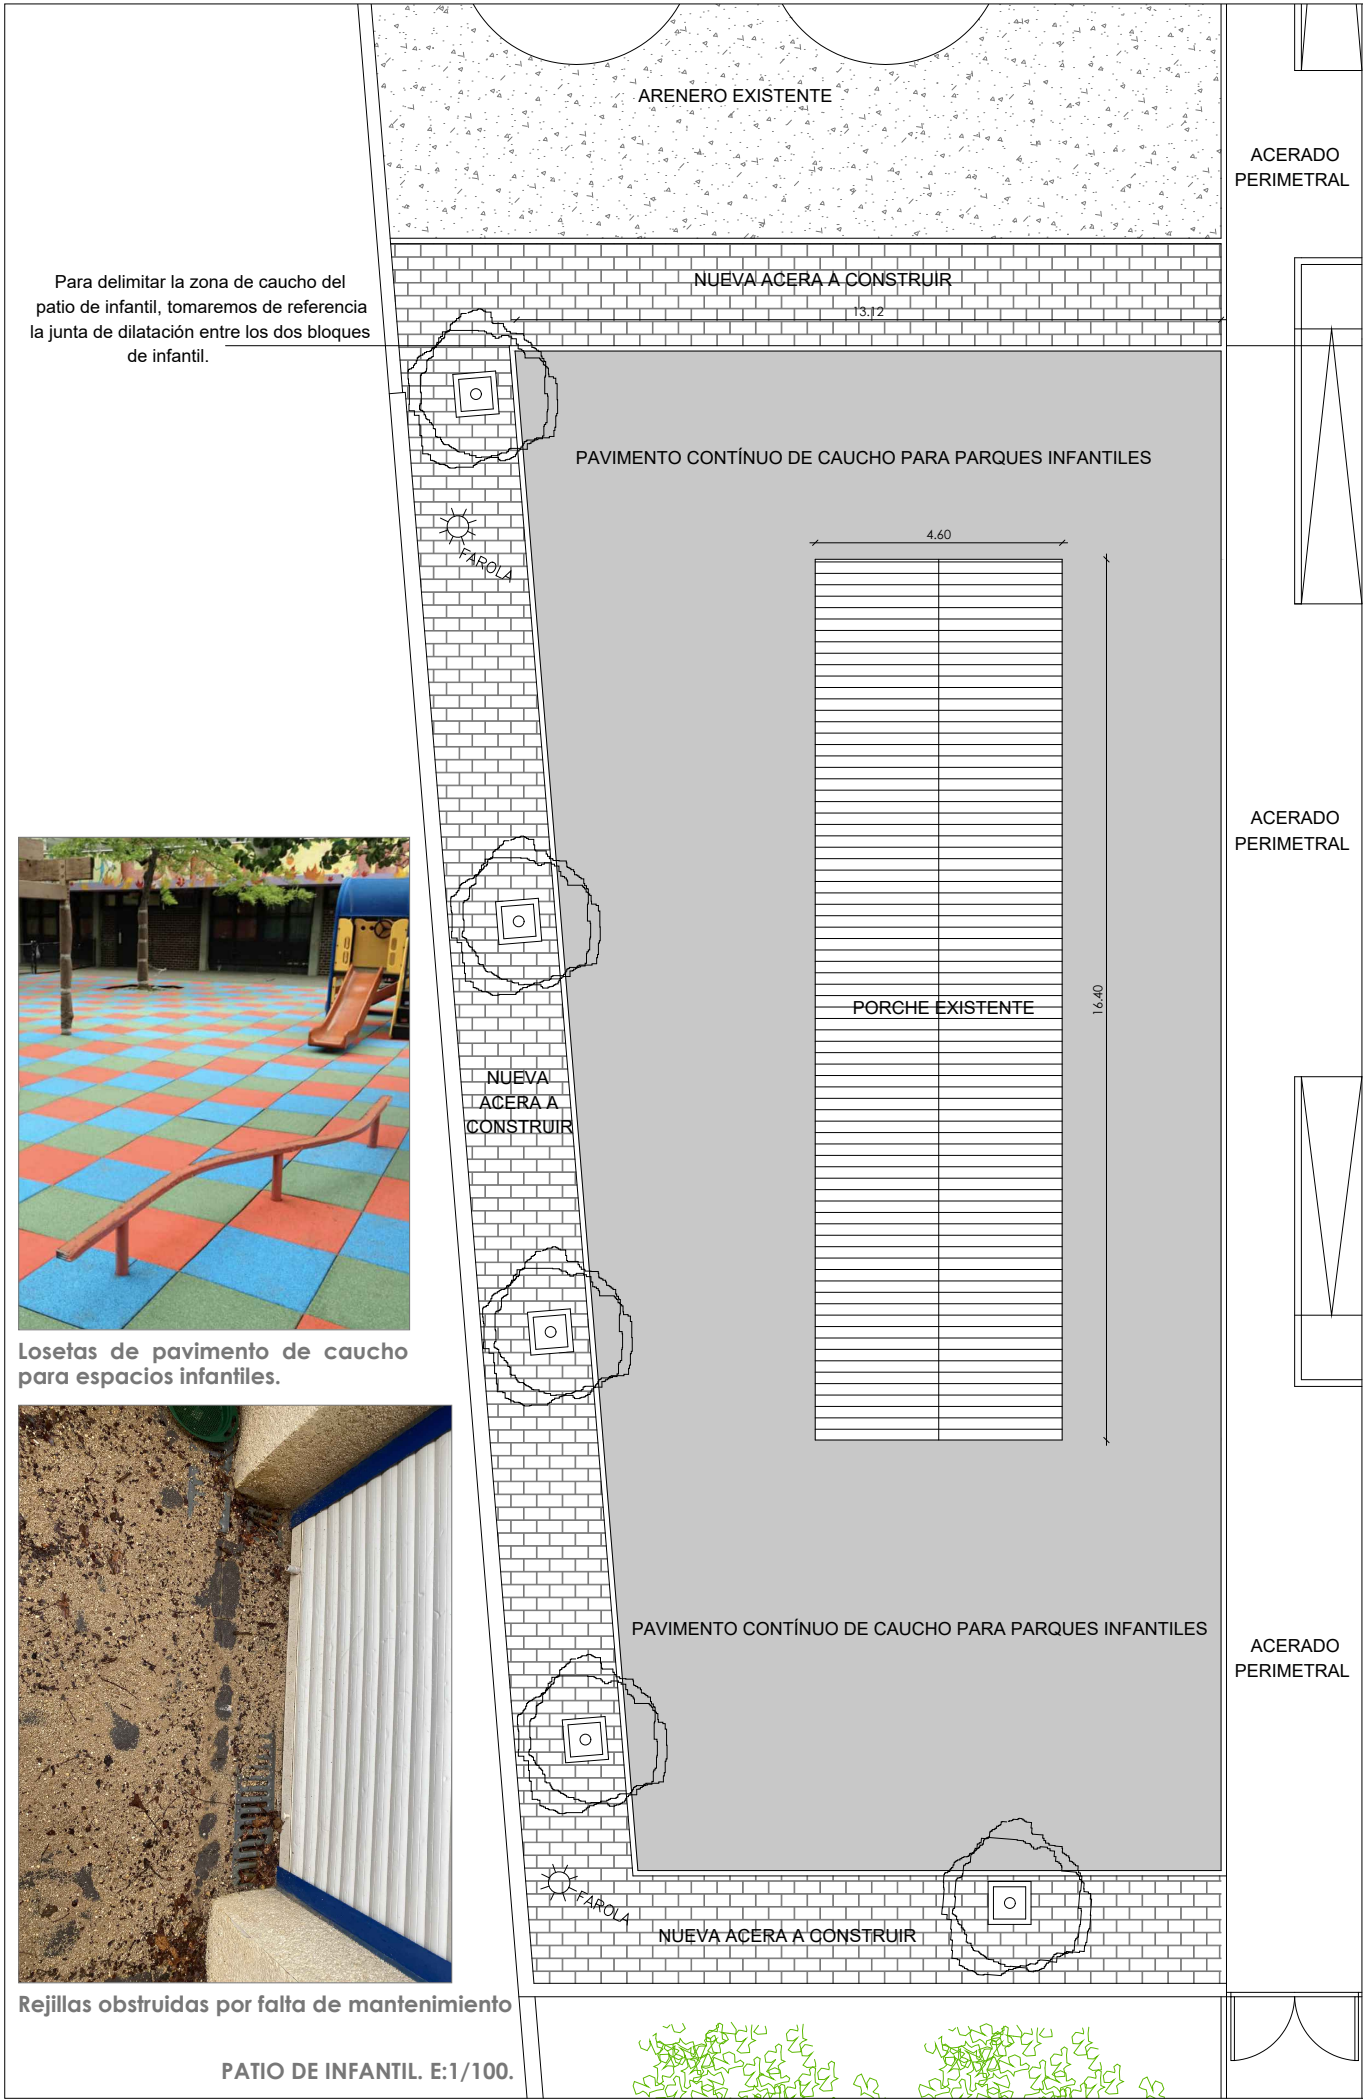 ARENERO EXISTENTE
ACERADO
PERIMETRAL
NUEVA ACERA A CONSTRUIR
13.12
Para delimitar la zona de caucho del
patio de infantil, tomaremos de referencia
la junta de dilatación entre los dos bloques
de infantil.
PAVIMENTO CONTÍNUO DE CAUCHO PARA PARQUES INFANTILES
4.60
FAROLA
ACERADO
PERIMETRAL
PORCHE EXISTENTE
16.40
NUEVA
ACERA A
CONSTRUIR
Losetas de pavimento de caucho
para espacios infantiles.
PAVIMENTO CONTÍNUO DE CAUCHO PARA PARQUES INFANTILES
ACERADO
PERIMETRAL
FAROLA
NUEVA ACERA A CONSTRUIR
Rejillas obstruidas por falta de mantenimiento
PATIO DE INFANTIL. E:1/100.